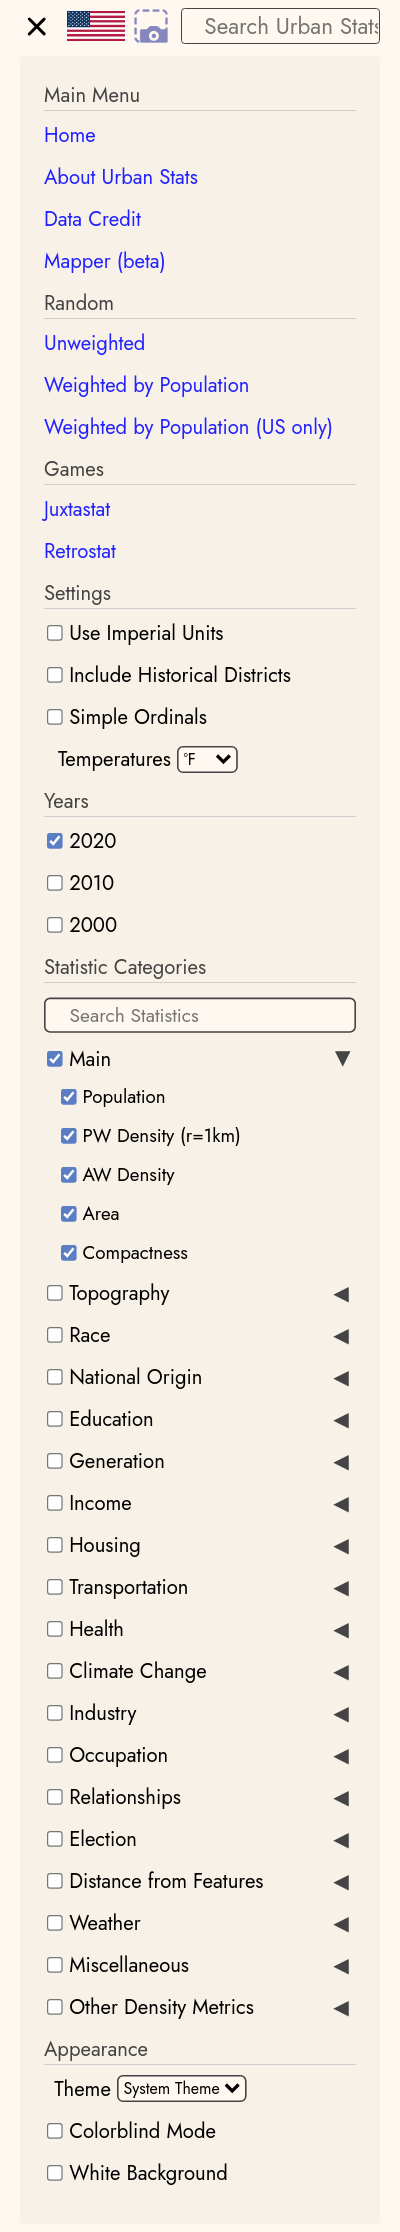 Search Urban Stats
Main Menu
Home
About Urban Stats
Data Credit
Mapper (beta)
Random
Unweighted
Weighted by Population
Weighted by Population (US only)
Games
Juxtastat
Retrostat
Settings
Use Imperial Units
Include Historical Districts
Simple Ordinals
Temperatures °F
Years
2020
2010
2000
Statistic Categories
Search Statistics
Main
Population
PW Density (r=1km)
AW Density
Area
Compactness
Topography
Race
National Origin
Education
Generation
Income
Housing
Transportation
Health
Climate Change
Industry
Occupation
Relationships
Election
Distance from Features
Weather
Miscellaneous
Other Density Metrics
Appearance
Theme System Theme
Colorblind Mode
White Background